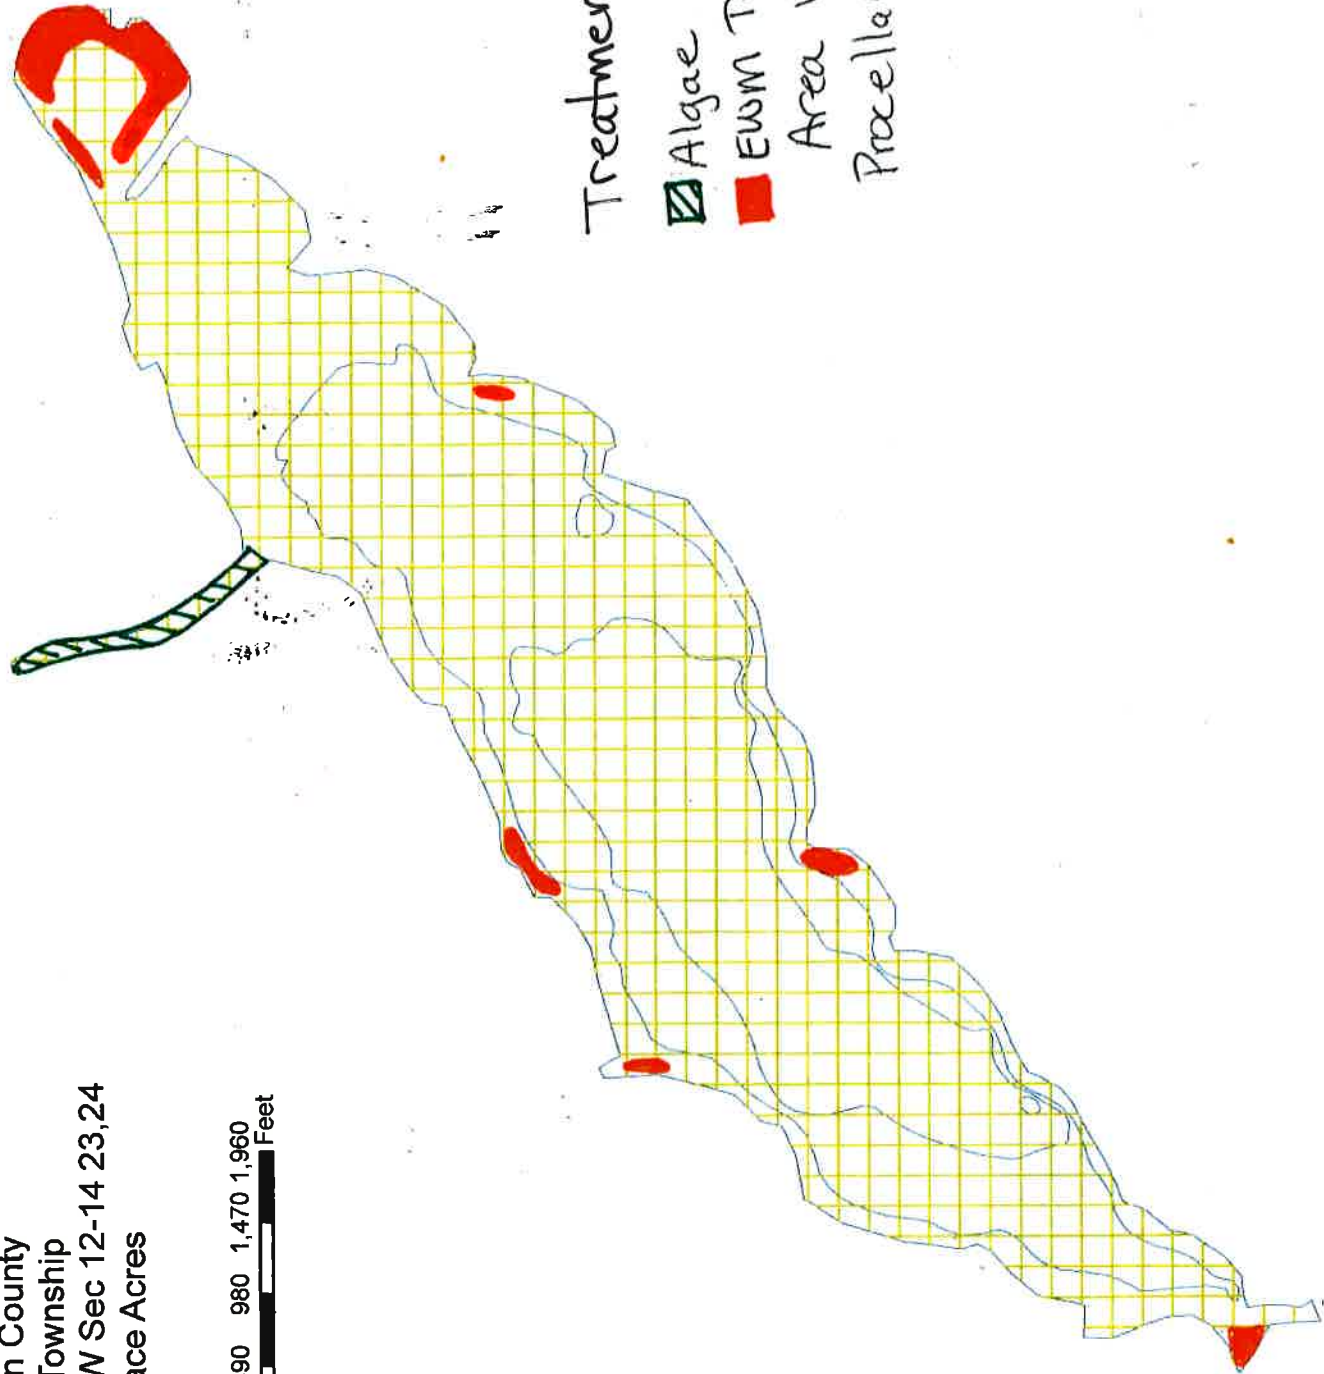 n County
Township
W Sec 12-14 23,24
ace Acres
90 980 1,470 1,960
Feet
Treatmen
Algae
EWM T
Area
Procella